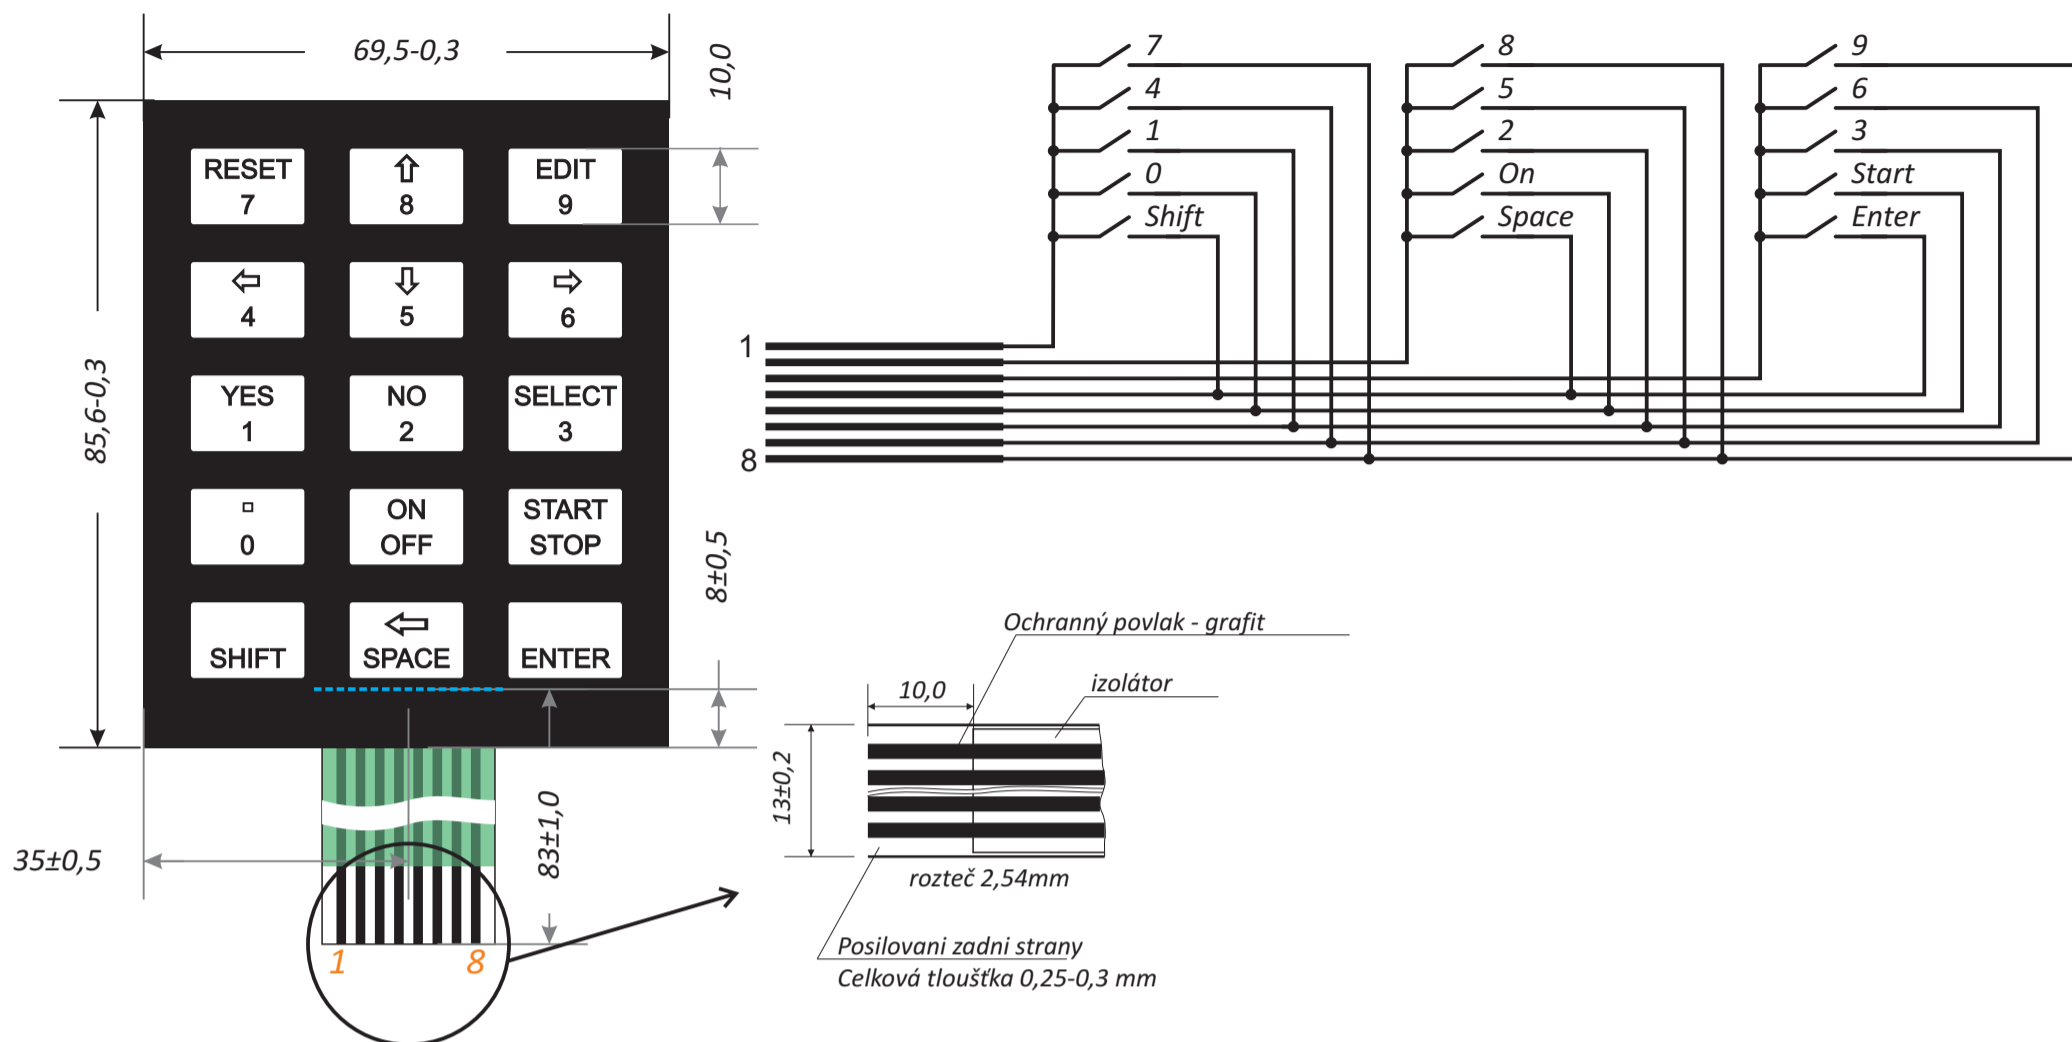 69,5-0,3
10,0
85,6-0,3
RESET
7
8
EDIT
9
4
5
6
YES
1
NO
2
SELECT
3
0
ON
OFF
START
STOP
SHIFT
SPACE
ENTER
8±0,5
83±1,0
35±0,5
1
8
7
4
1
0
Shift
8
5
2
On
Space
9
6
3
Start
Enter
1
8
Ochranný povlak - grafit
izolátor
10,0
13±0,2
rozteč 2,54mm
Posilovani zadni strany
Celková tloušťka 0,25-0,3 mm